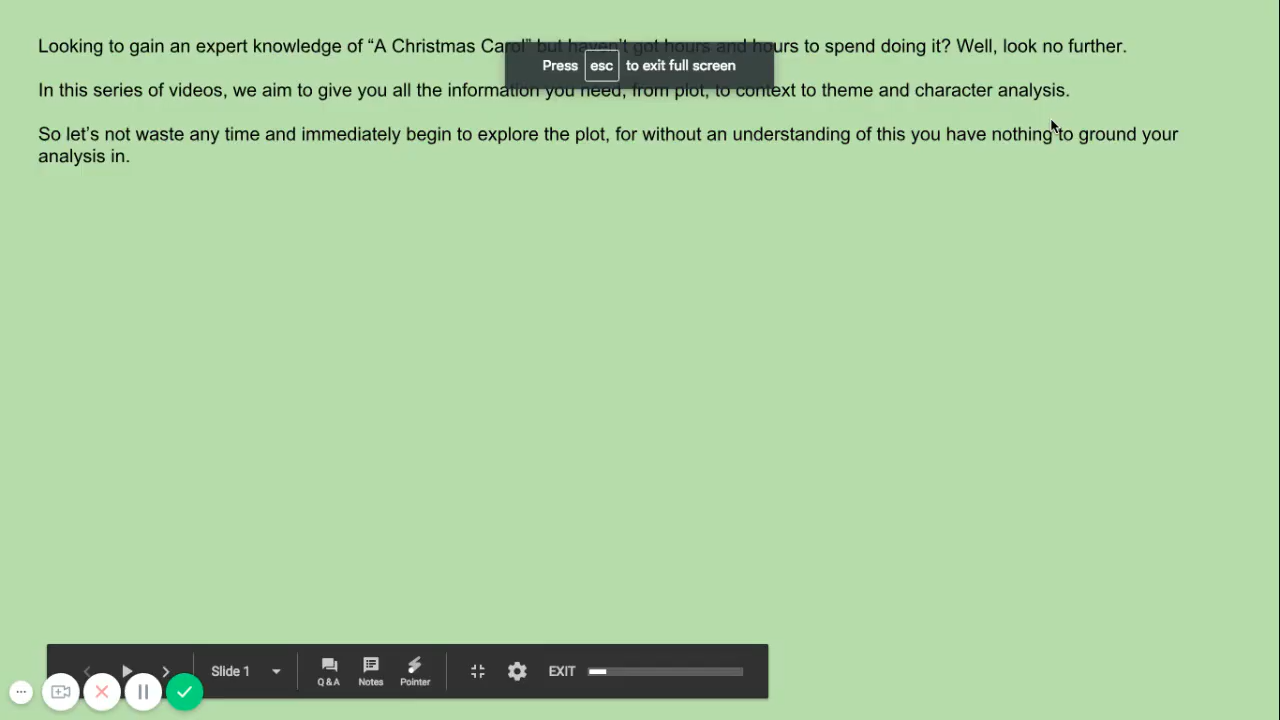 Looking to gain an expert knowledge of “A Christmas Carol” but haven’t got hours and hours to spend doing it? Well, look no further.
Press esc to exit full screen
In this series of videos, we aim to give you all the information you need, from plot, to context to theme and character analysis.
So let’s not waste any time and immediately begin to explore the plot, for without an understanding of this you have nothing to ground your
analysis in.
Slide 1
Q & A
Notes
Pointer
EXIT